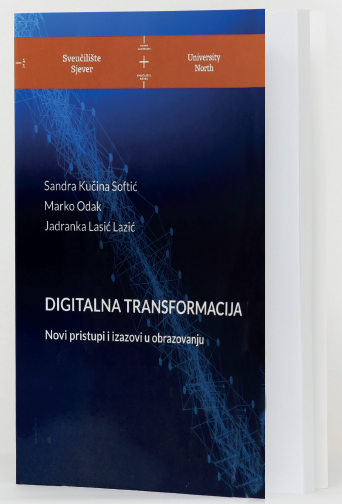 Sveučilište
Sjever
University
North
Sandra Kučina Softić
Marko Odak
Jadranka Lasić Lazić
DIGITALNA TRANSFORMACIJA
Novi pristupi i izazovi u obrazovanju